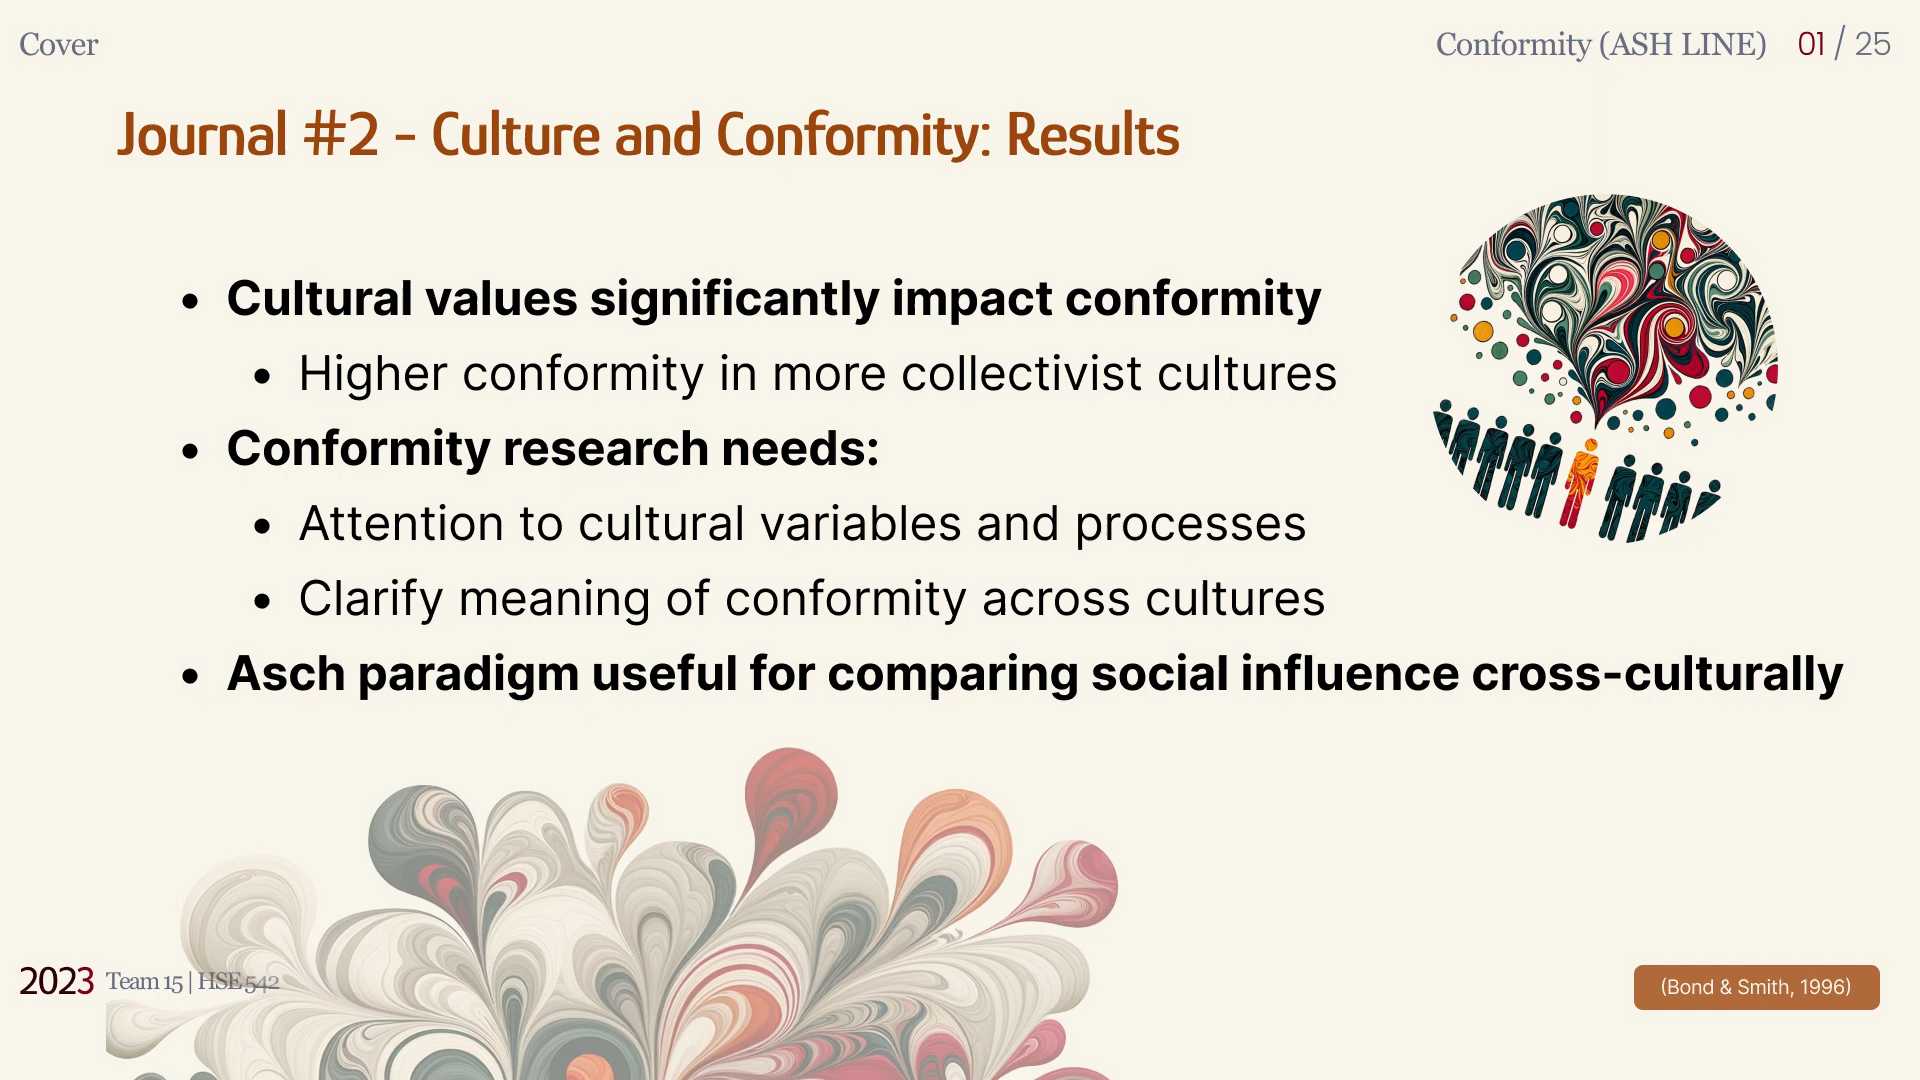 Cover
Conformity (ASH LINE) 01 / 25
Journal #2 - Culture and Conformity: Results
• Cultural values significantly impact conformity
• Higher conformity in more collectivist cultures
• Conformity research needs:
• Attention to cultural variables and processes
• Clarify meaning of conformity across cultures
• Asch paradigm useful for comparing social influence cross-culturally
2023 Team 15 | HSE 542
(Bond & Smith, 1996)